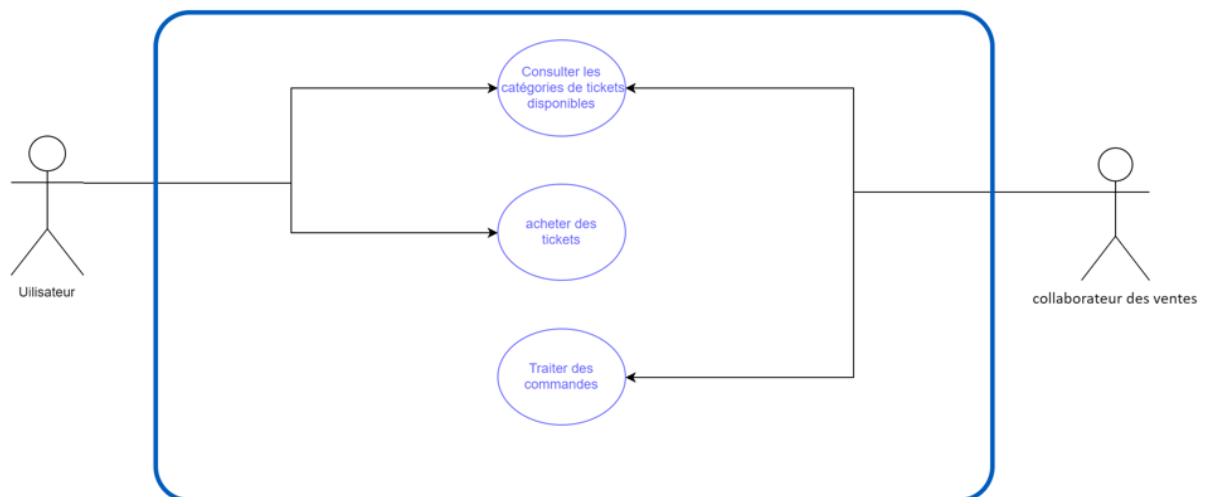 Consulter les
catégories de tickets
disponibles
acheter des
tickets
Uilisateur
collaborateur des ventes
Traiter des
commandes